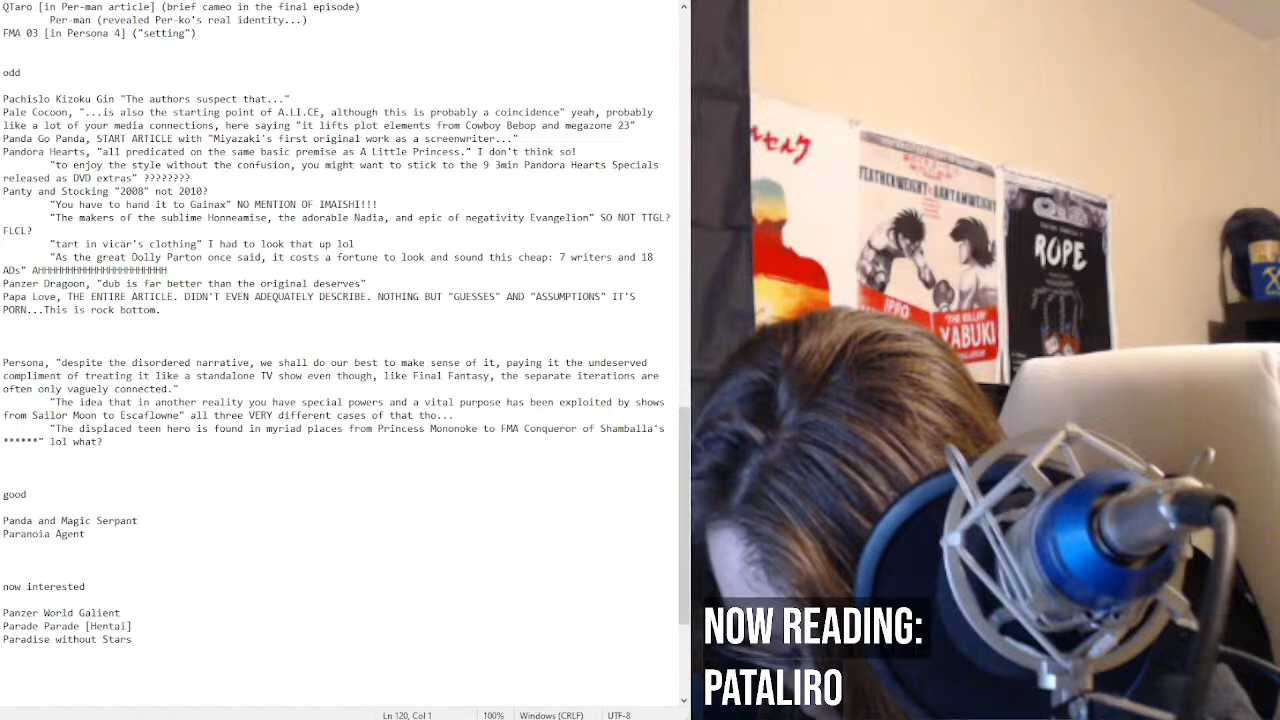 QTaro [in Per-man article] (brief cameo in the final episode)
Per-man (revealed Per-ko's real identity...)
FMA 03 [in Persona 4] ("setting")
odd
Pachislo Kizoku Gin "The authors suspect that..."
Pale Cocoon, "...is also the starting point of A.LI.CE, although this is probably a coincidence" yeah, probably
like a lot of your media connections, here saying "it lifts plot elements from Cowboy Bebop and megazone 23"
Panda Go Panda, START ARTICLE with "Miyazaki's first original work as a screenwriter..."
Pandora Hearts, "all predicated on the same basic premise as A Little Princess." I don't think so!
"to enjoy the style without the confusion, you might want to stick to the 9 3min Pandora Hearts Specials
released as DVD extras" ????????
Panty and Stocking "2008" not 2010?
"You have to hand it to Gainax" NO MENTION OF IMAISHI!!!
"The makers of the sublime Honneamise, the adorable Nadia, and epic of negativity Evangelion" SO NOT TTGL?
FLCL?
"tart in vicar's clothing" I had to look that up lol
"As the great Dolly Parton once said, it costs a fortune to look and sound this cheap: 7 writers and 18
ADs" AHHHHHHHHHHHHHHHHHHHHHH
Panzer Dragoon, "dub is far better than the original deserves"
Papa Love, THE ENTIRE ARTICLE. DIDN'T EVEN ADEQUATELY DESCRIBE. NOTHING BUT "GUESSES" AND "ASSUMPTIONS" IT'S
PORN...This is rock bottom.
Persona, "despite the disordered narrative, we shall do our best to make sense of it, paying it the undeserved
compliment of treating it like a standalone TV show even though, like Final Fantasy, the separate iterations are
often only vaguely connected."
"The idea that in another reality you have special powers and a vital purpose has been exploited by shows
from Sailor Moon to Escaflowne" all three VERY different cases of that tho...
"The displaced teen hero is found in myriad places from Princess Mononoke to FMA Conqueror of Shamballa's
******" lol what?
good
Panda and Magic Serpant
Paranoia Agent
now interested
Panzer World Galient
Parade Parade [Hentai]
Paradise without Stars
Ln 120, Col 1
100%
Windows (CRLF)
UTF-8
FEATHERWEIGHT
BANTAMWEIGHT
IPPO
"THE KILLER"
YABUKI
ROPE
NOW READING:
PATALIRO